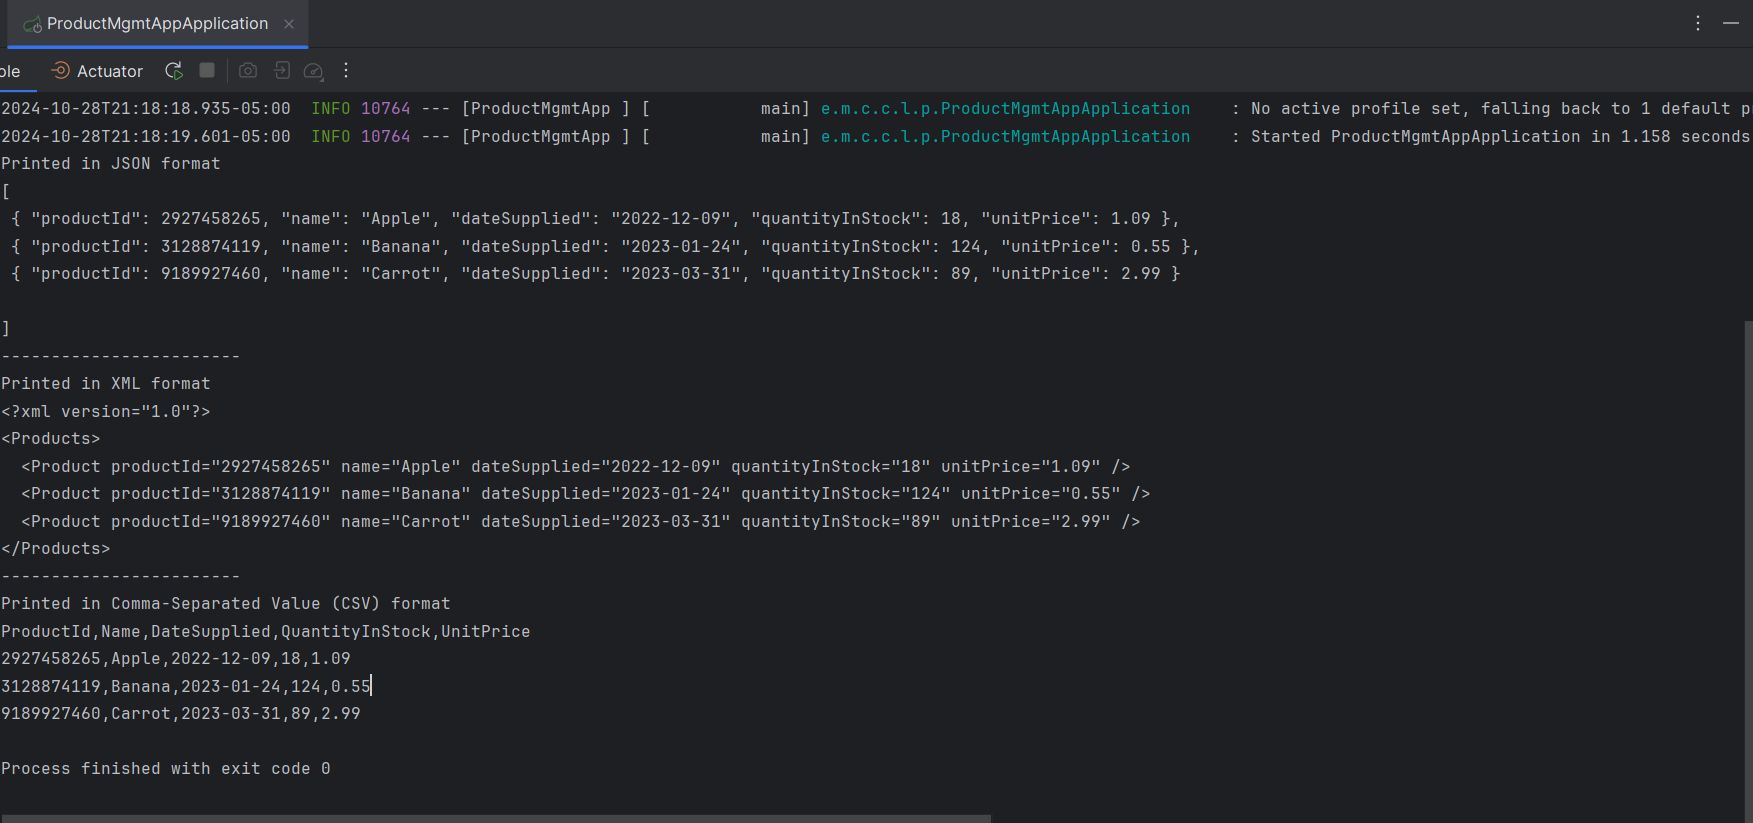 ProductMgmtAppApplication
Actuator
2024-10-28T21:18:18.935-05:00  INFO 10764 --- [ProductMgmtApp ] [           main] e.m.c.c.l.p.ProductMgmtAppApplication    : No active profile set, falling back to 1 default
2024-10-28T21:18:19.601-05:00  INFO 10764 --- [ProductMgmtApp ] [           main] e.m.c.c.l.p.ProductMgmtAppApplication    : Started ProductMgmtAppApplication in 1.158 seconds
Printed in JSON format
[
 { "productId": 2927458265, "name": "Apple", "dateSupplied": "2022-12-09", "quantityInStock": 18, "unitPrice": 1.09 },
 { "productId": 3128874119, "name": "Banana", "dateSupplied": "2023-01-24", "quantityInStock": 124, "unitPrice": 0.55 },
 { "productId": 9189927460, "name": "Carrot", "dateSupplied": "2023-03-31", "quantityInStock": 89, "unitPrice": 2.99 }
]
------------------------
Printed in XML format
<?xml version="1.0"?>
<Products>
  <Product productId="2927458265" name="Apple" dateSupplied="2022-12-09" quantityInStock="18" unitPrice="1.09" />
  <Product productId="3128874119" name="Banana" dateSupplied="2023-01-24" quantityInStock="124" unitPrice="0.55" />
  <Product productId="9189927460" name="Carrot" dateSupplied="2023-03-31" quantityInStock="89" unitPrice="2.99" />
</Products>
------------------------
Printed in Comma-Separated Value (CSV) format
ProductId,Name,DateSupplied,QuantityInStock,UnitPrice
2927458265,Apple,2022-12-09,18,1.09
3128874119,Banana,2023-01-24,124,0.55
9189927460,Carrot,2023-03-31,89,2.99
Process finished with exit code 0